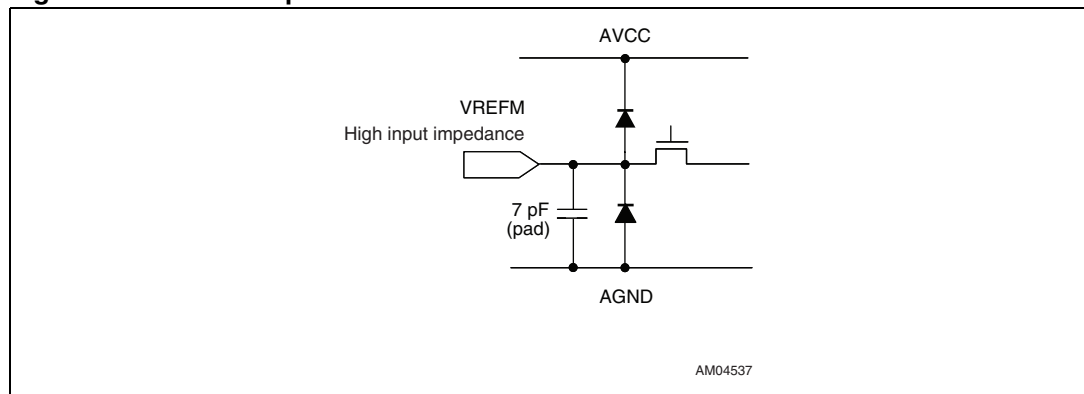 AVCC
VREFM
High input impedance
7 pF
(pad)
AGND
AM04537